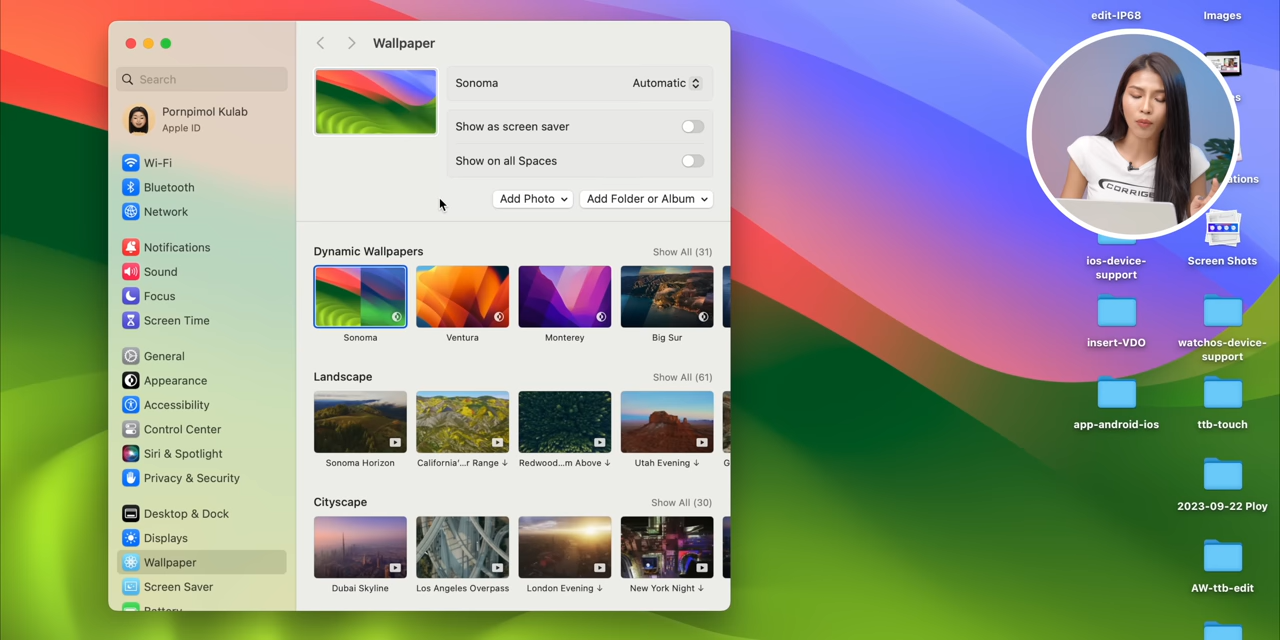 Wallpaper
Search
Pornpimol Kulab
Apple ID
Wi-Fi
Bluetooth
Network
Notifications
Sound
Focus
Screen Time
General
Appearance
Accessibility
Control Center
Siri & Spotlight
Privacy & Security
Desktop & Dock
Displays
Wallpaper
Screen Saver
Battery
Sonoma
Automatic
Show as screen saver
Show on all Spaces
Add Photo
Add Folder or Album
Dynamic Wallpapers
Show All (31)
Sonoma
Ventura
Monterey
Big Sur
Landscape
Show All (61)
Sonoma Horizon
California'...r Range ↓
Redwood...m Above ↓
Utah Evening ↓
Cityscape
Show All (30)
Dubai Skyline
Los Angeles Overpass
London Evening ↓
New York Night ↓
edit-IP68
Images
CORRIGE
ios-device-
support
Screen Shots
insert-VDO
watchos-device-
support
app-android-ios
ttb-touch
2023-09-22 Ploy
AW-ttb-edit